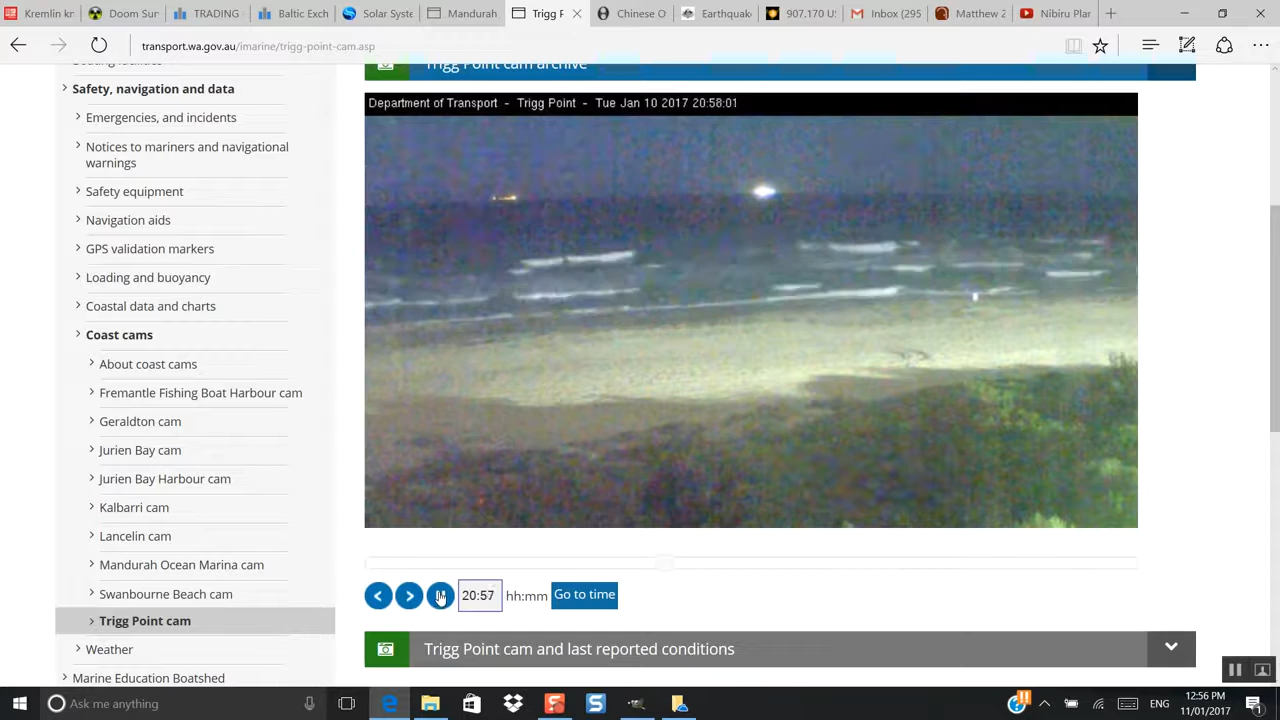 Kremlin in
Doom Sur
TRADING
Baltic Exch
Solar Syste
Mandurah
Trigg P
Chinese O
Earthquake
907.170 U
Inbox (295
Matthew 2
Nibiru Plar
transport.wa.gov.au/imarine/trigg-point-cam.asp
Boating facilities
Safety, navigation and data
Emergencies, and incidents
Notices to mariners and navigational
warnings
Safety equipment
Navigation aids
GPS validation markers
Loading and buoyancy
Coastal data and charts
Coast cams
About coast cams
Fremantle Fishing Boat Harbour cam
Geraldton cam
Jurien Bay cam
Jurien Bay Harbour cam
Kalbarri cam
Lancelin cam
Mandurah Ocean Marina cam
Swanbourne Beach cam
Trigg Point cam
Weather
Marine Education Boatshed
Trigg Point cam archive
Department of Transport - Trigg Point - Tue Jan 10 2017 20:58:01
20:57 hh:mm Go to time
Trigg Point cam and last reported conditions
Ask me anything
ENG
12:56 PM
11/01/2017